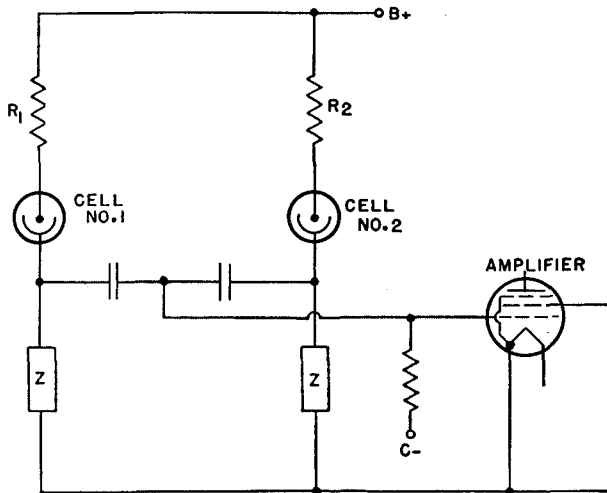 B+
R1
R2
CELL
NO.1
CELL
NO.2
AMPLIFIER
Z
Z
C-